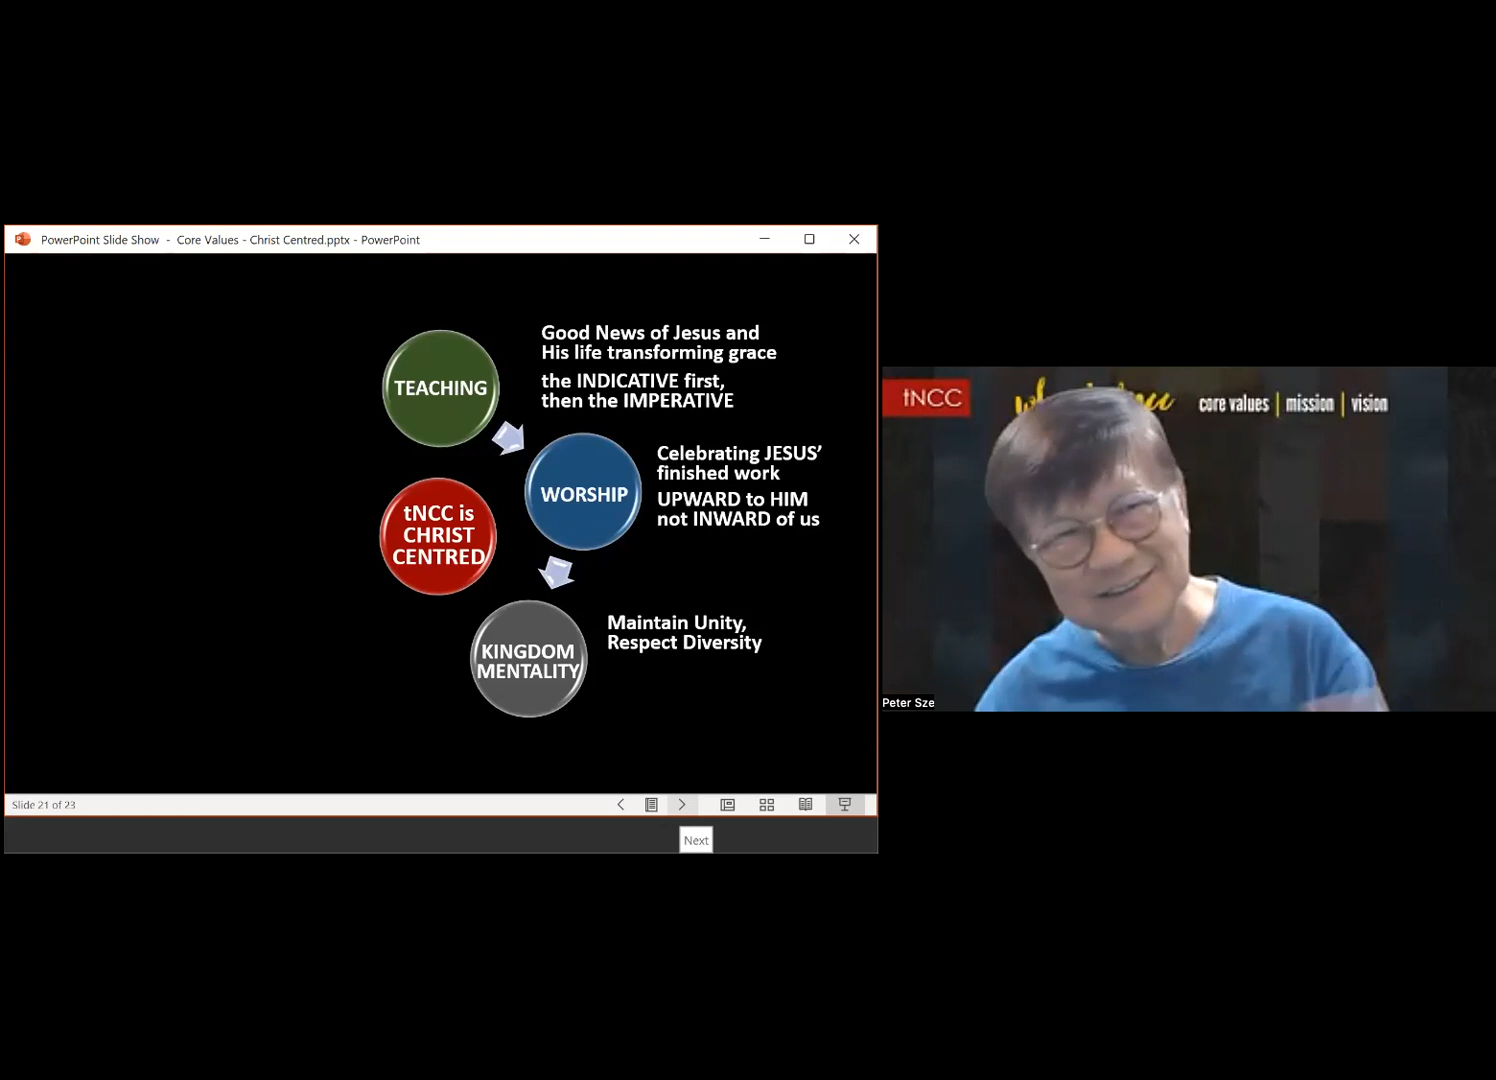 PowerPoint Slide Show - Core Values - Christ Centred.pptx - PowerPoint
TEACHING
Good News of Jesus and
His life transforming grace
the INDICATIVE first,
then the IMPERATIVE
WORSHIP
Celebrating JESUS’
finished work
UPWARD to HIM
not INWARD of us
tNCC is
CHRIST
CENTRED
KINGDOM
MENTALITY
Maintain Unity,
Respect Diversity
Slide 21 of 23
Next
tNCC
core values | mission | vision
Peter Sze